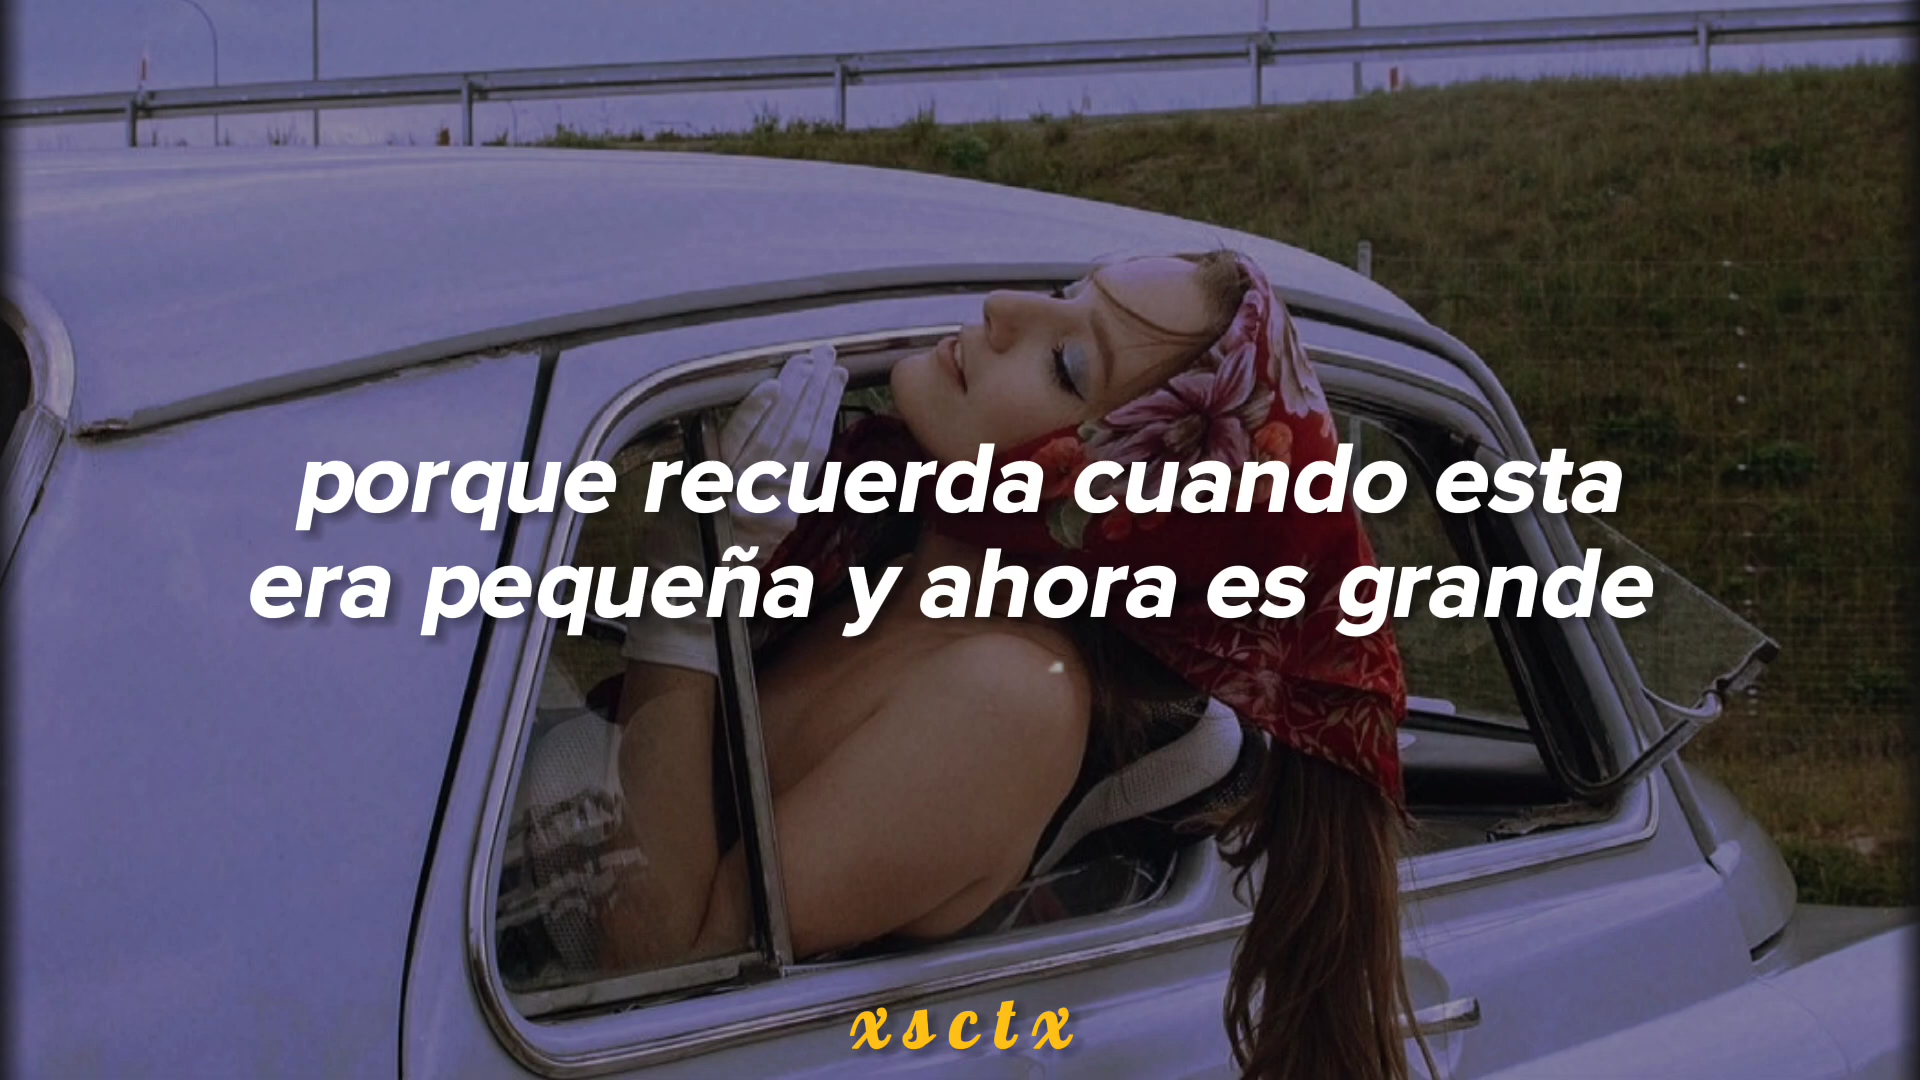 porque recuerda cuando esta
era pequeña y ahora es grande
xsctx